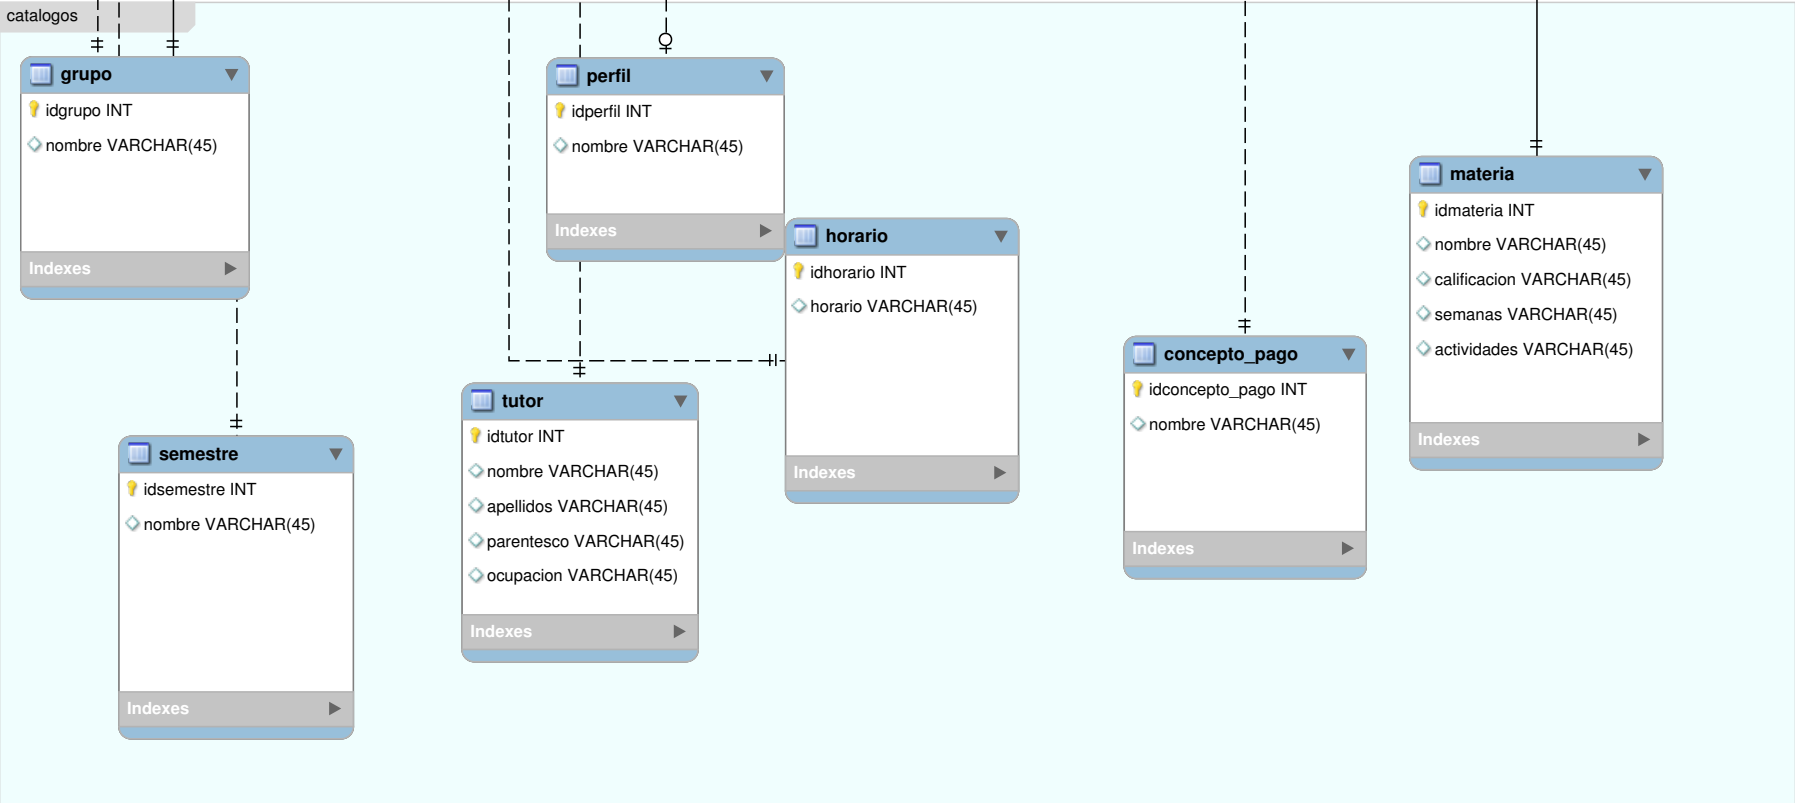 catalogos
grupo
idgrupo INT
nombre VARCHAR(45)
Indexes
perfil
idperfil INT
nombre VARCHAR(45)
Indexes
horario
idhorario INT
horario VARCHAR(45)
Indexes
materia
idmateria INT
nombre VARCHAR(45)
calificacion VARCHAR(45)
semanas VARCHAR(45)
actividades VARCHAR(45)
Indexes
concepto_pago
idconcepto_pago INT
nombre VARCHAR(45)
Indexes
tutor
idtutor INT
nombre VARCHAR(45)
apellidos VARCHAR(45)
parentesco VARCHAR(45)
ocupacion VARCHAR(45)
Indexes
semestre
idsemestre INT
nombre VARCHAR(45)
Indexes